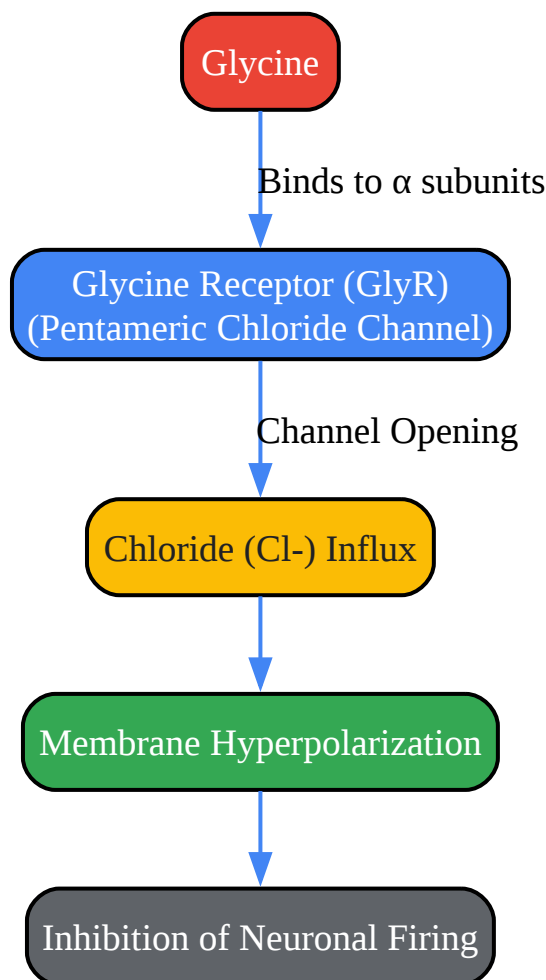 Glycine
Binds to α subunits
Glycine Receptor (GlyR)
(Pentameric Chloride Channel)
Channel Opening
Chloride (Cl-) Influx
Membrane Hyperpolarization
Inhibition of Neuronal Firing